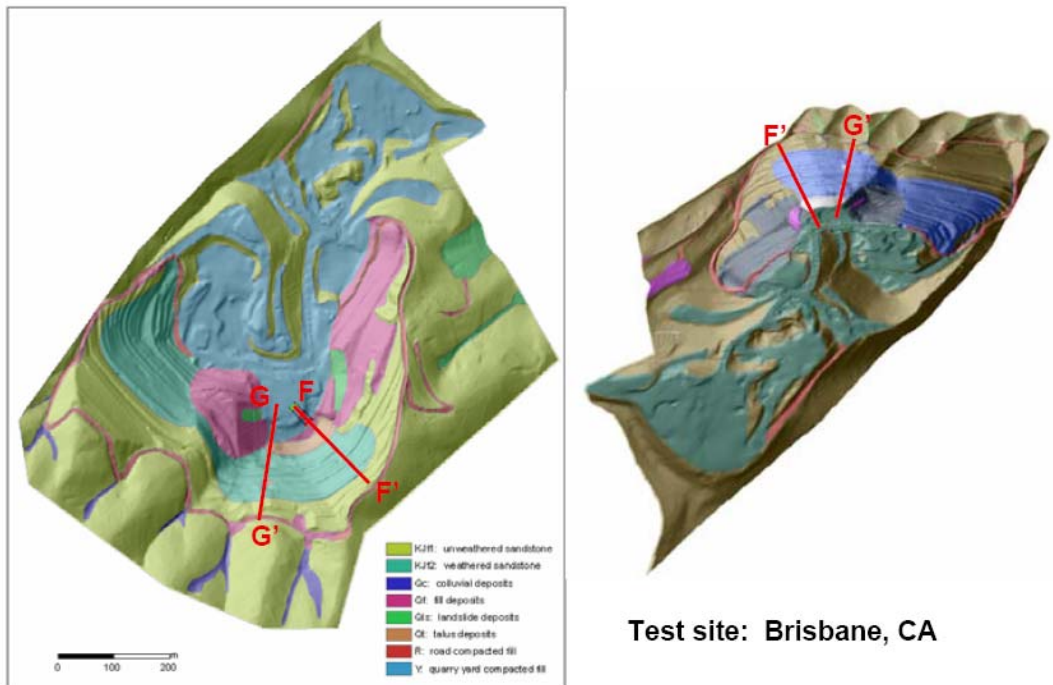 F'
G'
G
F
F'
G'
KJf1: unweathered sandstone
KJf2: weathered sandstone
Qc: colluvial deposits
Qf: fill deposits
Qls: landslide deposits
Qt: talus deposits
R: road compacted fill
Y: quarry yard compacted fill
m
0 100 200
Test site: Brisbane, CA